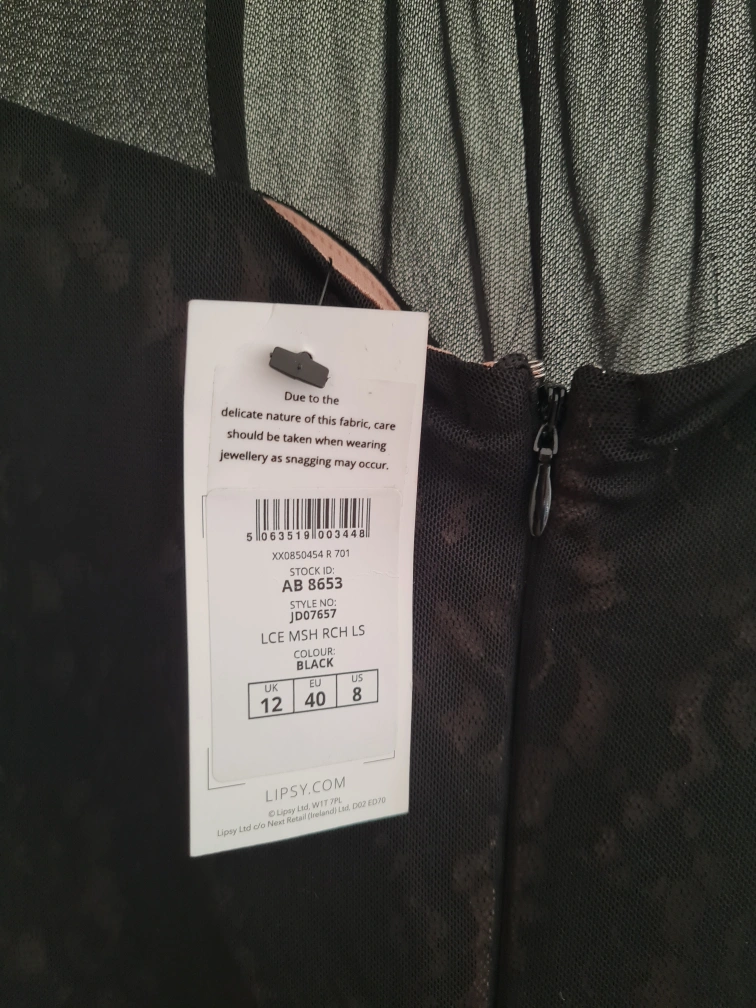 Due to the
delicate nature of this fabric, care
should be taken when wearing
jewellery as snagging may occur.
5 063519 003448
XX0850454 R 701
STOCK ID:
AB 8653
STYLE NO:
JD07657
LCE MSH RCH LS
COLOUR:
BLACK
UK EU US
12 40 8
LIPSY.COM
© Lipsy Ltd, W1T 7PL
Lipsy Ltd c/o Next Retail (Ireland) Ltd, D02 ED70